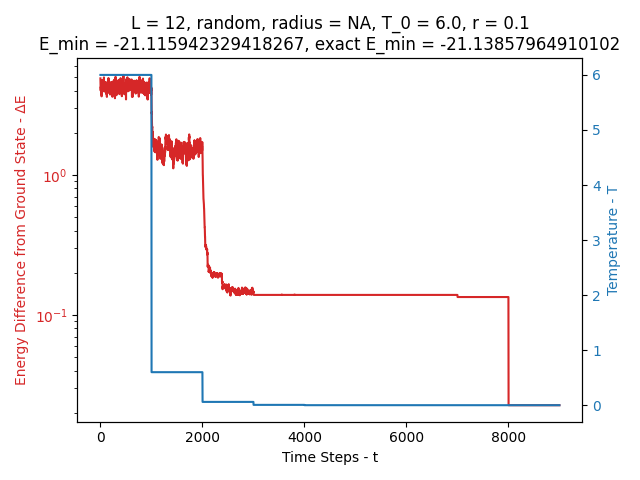 L = 12, random, radius = NA, T_0 = 6.0, r = 0.1
E_min = -21.115942329418267, exact E_min = -21.13857964910102
Energy Difference from Ground State - ΔE
10^0
10^-1
0
2000
4000
6000
8000
Time Steps - t
6
5
4
3
2
1
0
Temperature - T